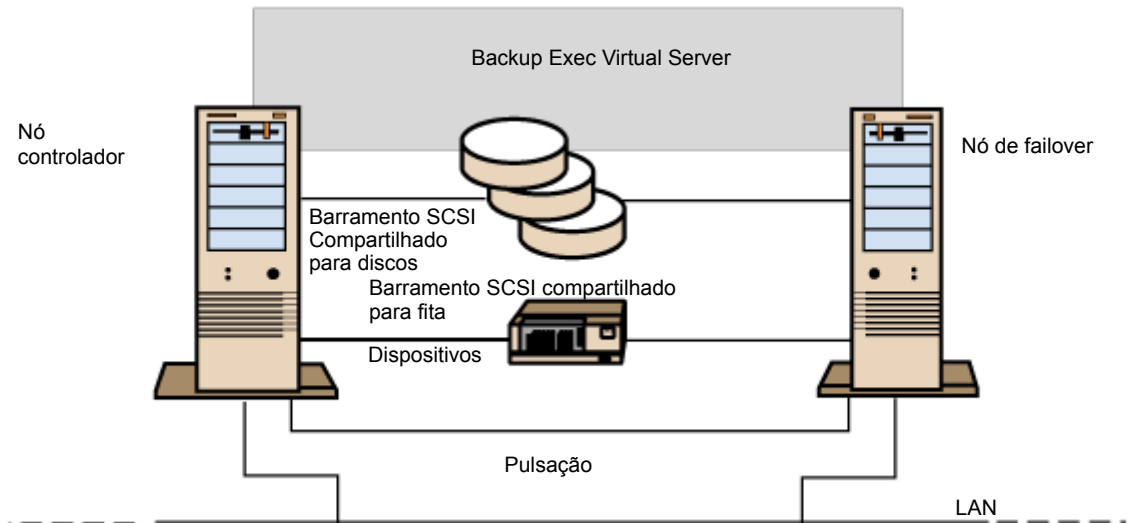 Backup Exec Virtual Server
Nó
controlador
Nó de failover
Barramento SCSI
Compartilhado
para discos
Barramento SCSI compartilhado
para fita
Dispositivos
Pulsação
LAN